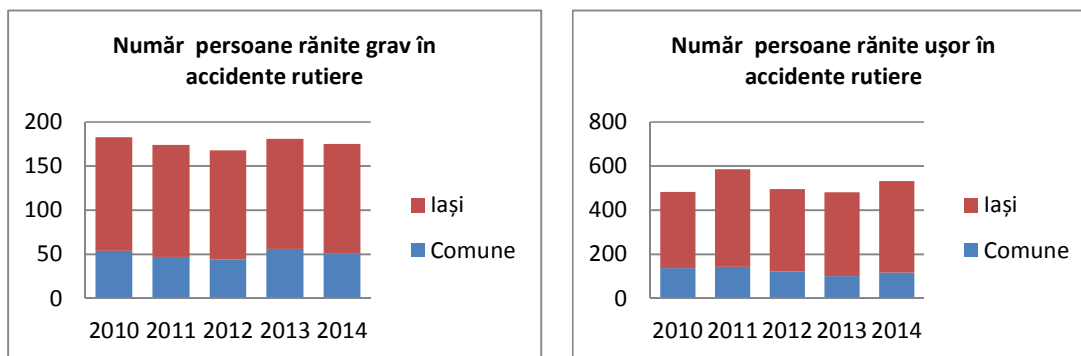 Număr persoane rănite grav în
accidente rutiere
200
150
100
50
0
2010 2011 2012 2013 2014
Iași
Comune
Număr persoane rănite ușor în
accidente rutiere
800
600
400
200
0
2010 2011 2012 2013 2014
Iași
Comune